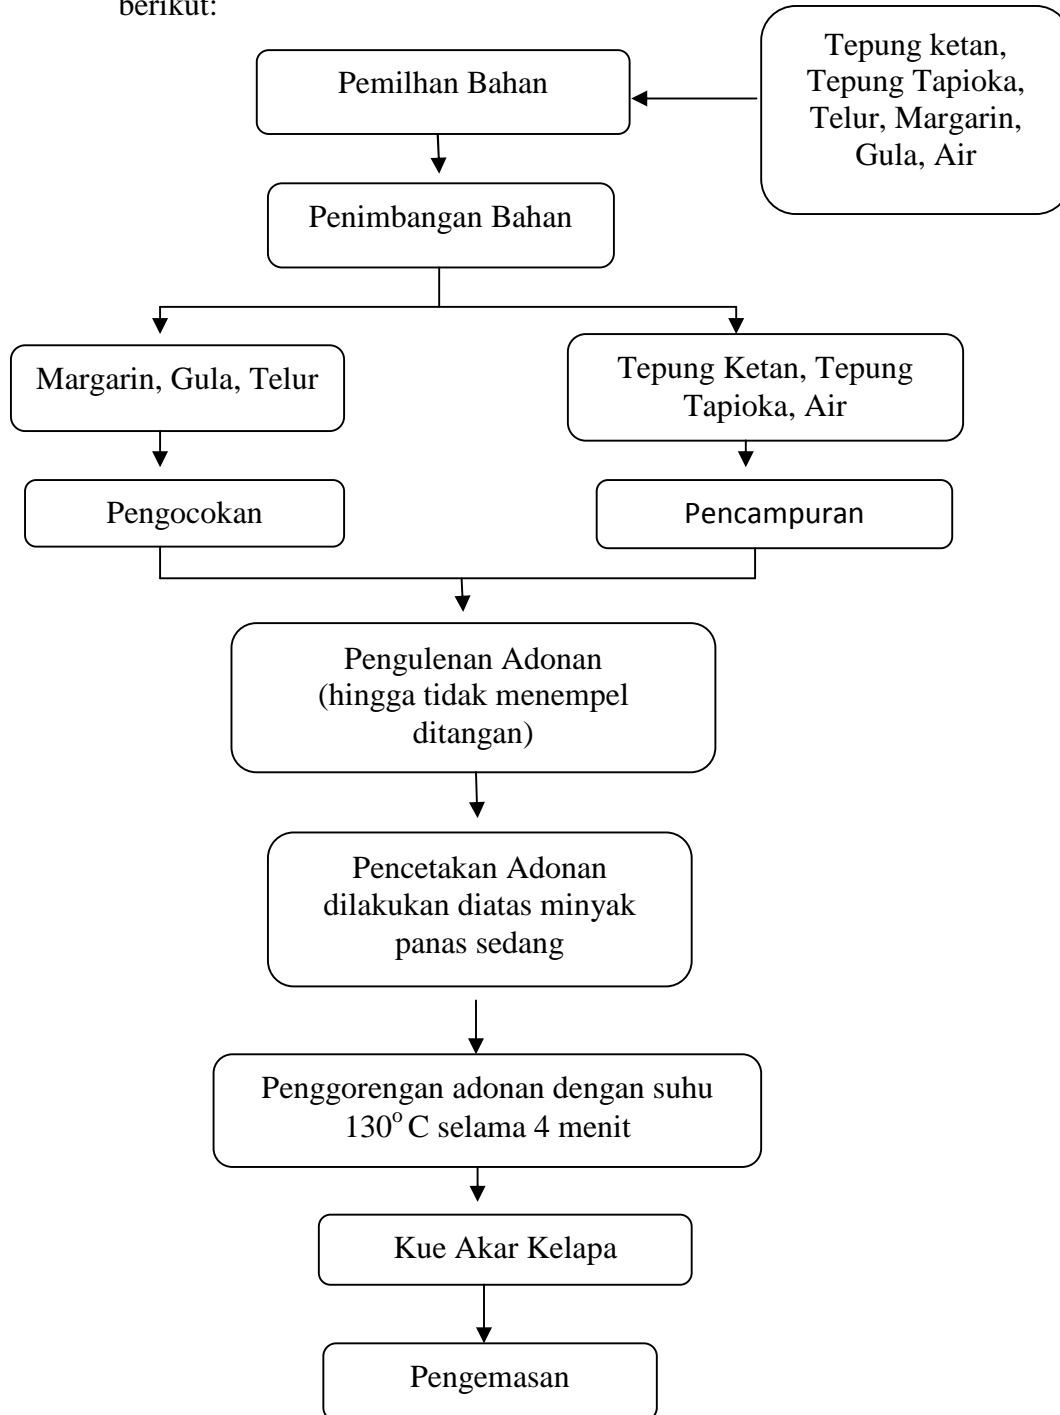 berikut:
Tepung ketan,
Tepung Tapioka,
Telur, Margarin,
Gula, Air
Pemilhan Bahan
Penimbangan Bahan
Margarin, Gula, Telur
Tepung Ketan, Tepung
Tapioka, Air
Pengocokan
Pencampuran
Pengulenan Adonan
(hingga tidak menempel
ditangan)
Pencetakan Adonan
dilakukan diatas minyak
panas sedang
Penggorengan adonan dengan suhu
130° C selama 4 menit
Kue Akar Kelapa
Pengemasan